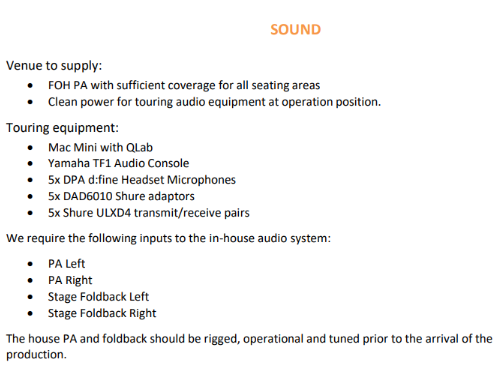 SOUND
Venue to supply:
• FOH PA with sufficient coverage for all seating areas
• Clean power for touring audio equipment at operation position.
Touring equipment:
• Mac Mini with QLab
• Yamaha TF1 Audio Console
• 5x DPA d:fine Headset Microphones
• 5x DAD6010 Shure adaptors
• 5x Shure ULXD4 transmit/receive pairs
We require the following inputs to the in-house audio system:
• PA Left
• PA Right
• Stage Foldback Left
• Stage Foldback Right
The house PA and foldback should be rigged, operational and tuned prior to the arrival of the
production.